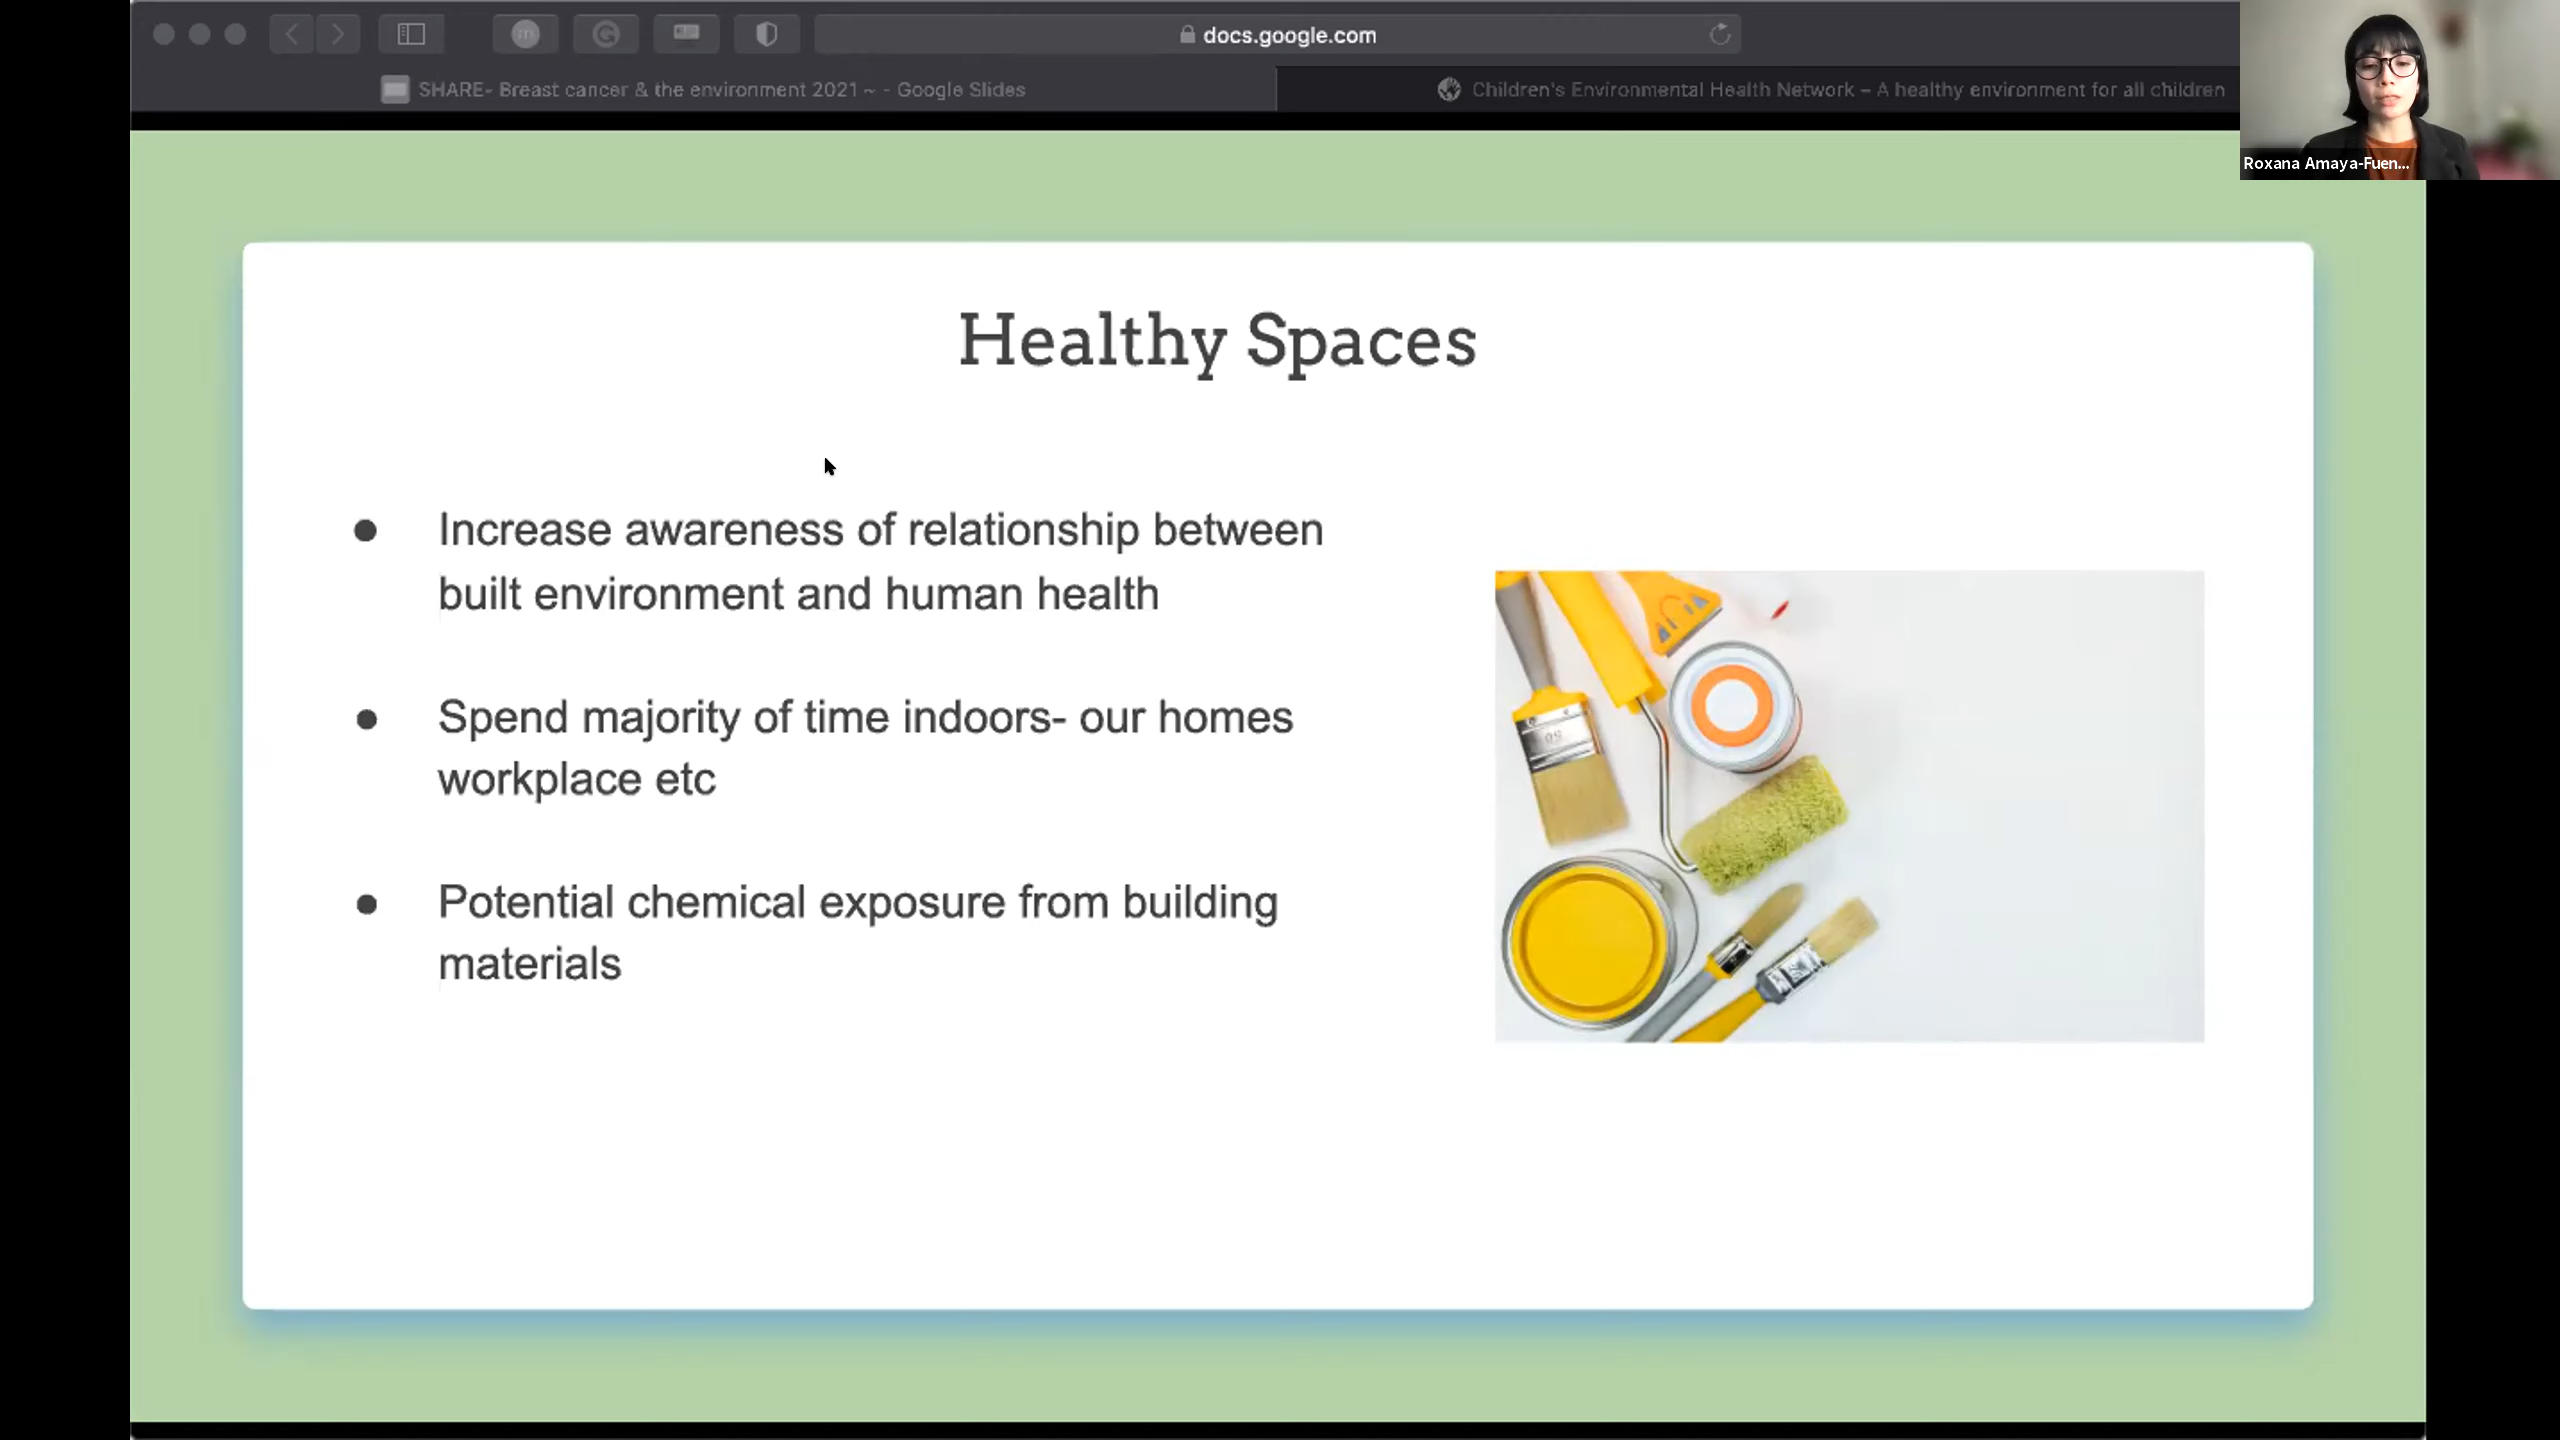 docs.google.com
SHARE- Breast cancer & the environment 2021 ~ - Google Slides
Children's Environmental Health Network – A healthy environment for all children
Roxana Amaya-Fuen...
Healthy Spaces
● Increase awareness of relationship between
built environment and human health
● Spend majority of time indoors- our homes
workplace etc
● Potential chemical exposure from building
materials